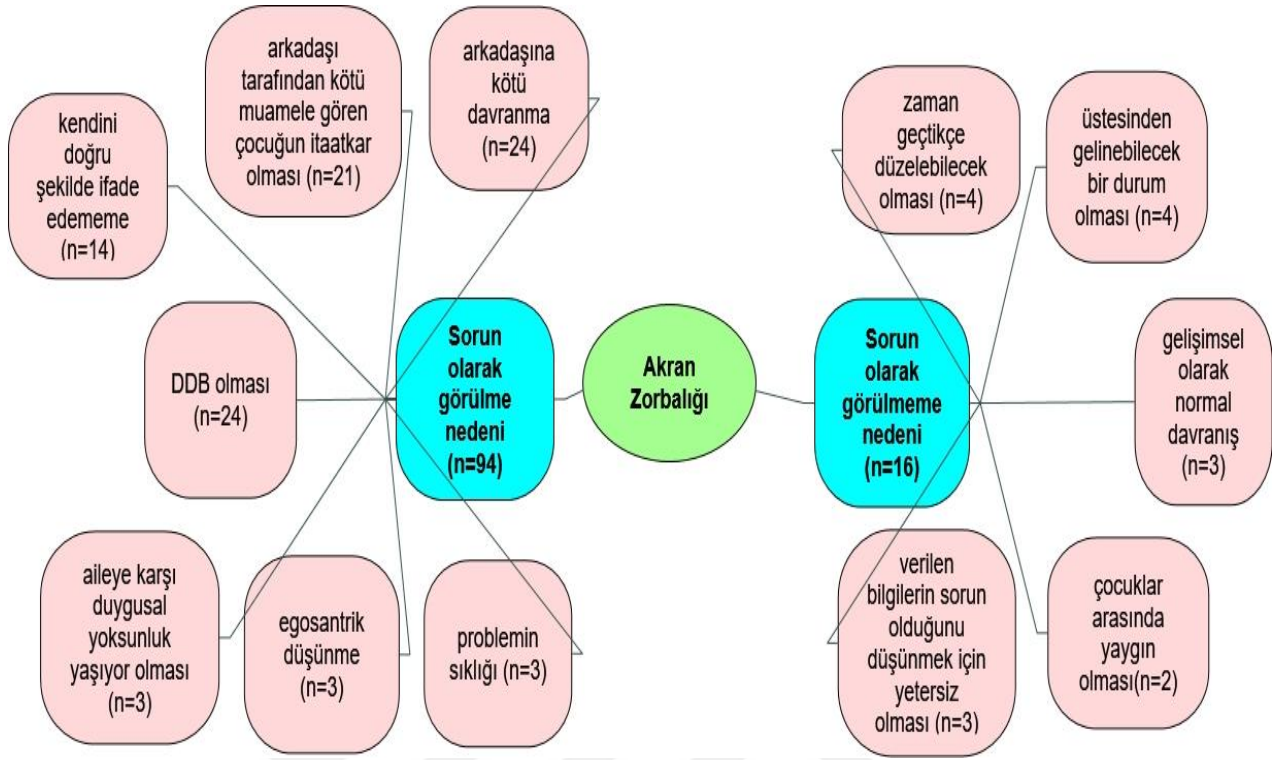 arkadaşı
tarafından kötü
muamele gören
çocuğun itaatkar
olması (n=21)
arkadaşına
kötü
davranma
(n=24)
zaman
geçtikçe
düzelebilecek
olması (n=4)
üstesinden
gelinebilecek
bir durum
olması (n=4)
kendini
doğru
şekilde ifade
edememe
(n=14)
DDB olması
(n=24)
Sorun
olarak
görülme
nedeni
(n=94)
Akran
Zorbalığı
Sorun
olarak
görülmeme
nedeni
(n=16)
gelişimsel
olarak
normal
davranış
(n=3)
aileye karşı
duygusal
yoksunluk
yaşıyor olması
(n=3)
egosantrik
düşünme
(n=3)
problemin
sıklığı (n=3)
verilen
bilgilerin sorun
olduğunu
düşünmek için
yetersiz
olması (n=3)
çocuklar
arasında
yaygın
olması(n=2)